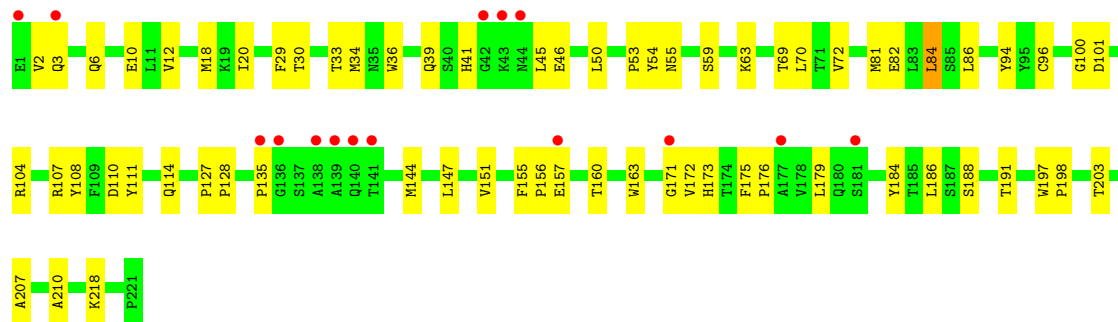 E1 V2 Q3 Q6 E10 L11 V12 M18 K19 I20 F29 T30 T33 M34 N35 W36 Q39 S40 H41 G42 K43 N44 L45 E46 L50 P53 Y54 N55 S59 K63 T69 L70 T71 V72 M81 E82 L83 L84 S85 L86 Y94 Y95 C96 G100 D101
R104 R107 Y108 F109 D110 Y111 Q114 P127 P128 P135 G136 S137 A138 A139 Q140 T141 M144 L147 V151 F155 P156 E157 T160 W163 G171 V172 H173 T174 F175 P176 A177 V178 L179 Q180 S181 Y184 T185 L186 S187 S188 T191 W197 P198 T203
A207 A210 K218 P221